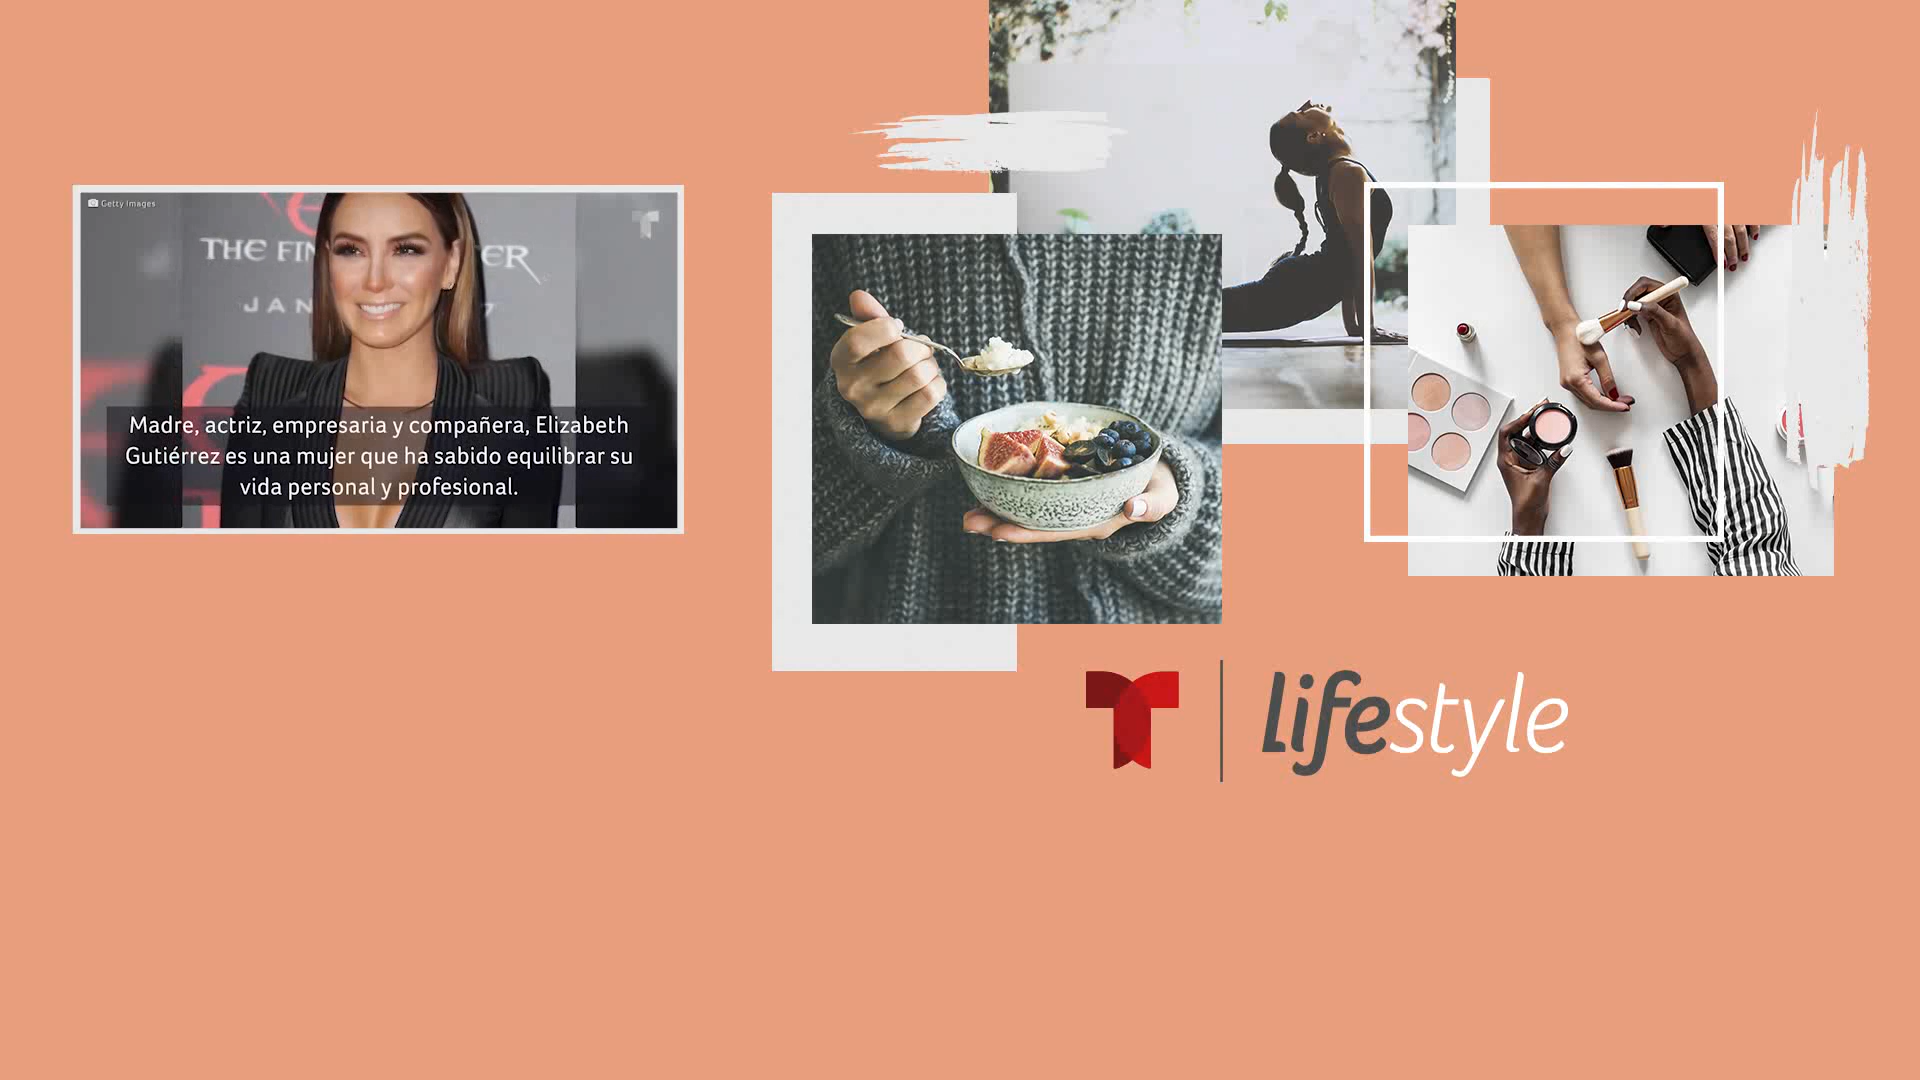 Getty Images
THE FIN
ER
JAN
7
Madre, actriz, empresaria y compañera, Elizabeth
Gutiérrez es una mujer que ha sabido equilibrar su
vida personal y profesional.
lifestyle